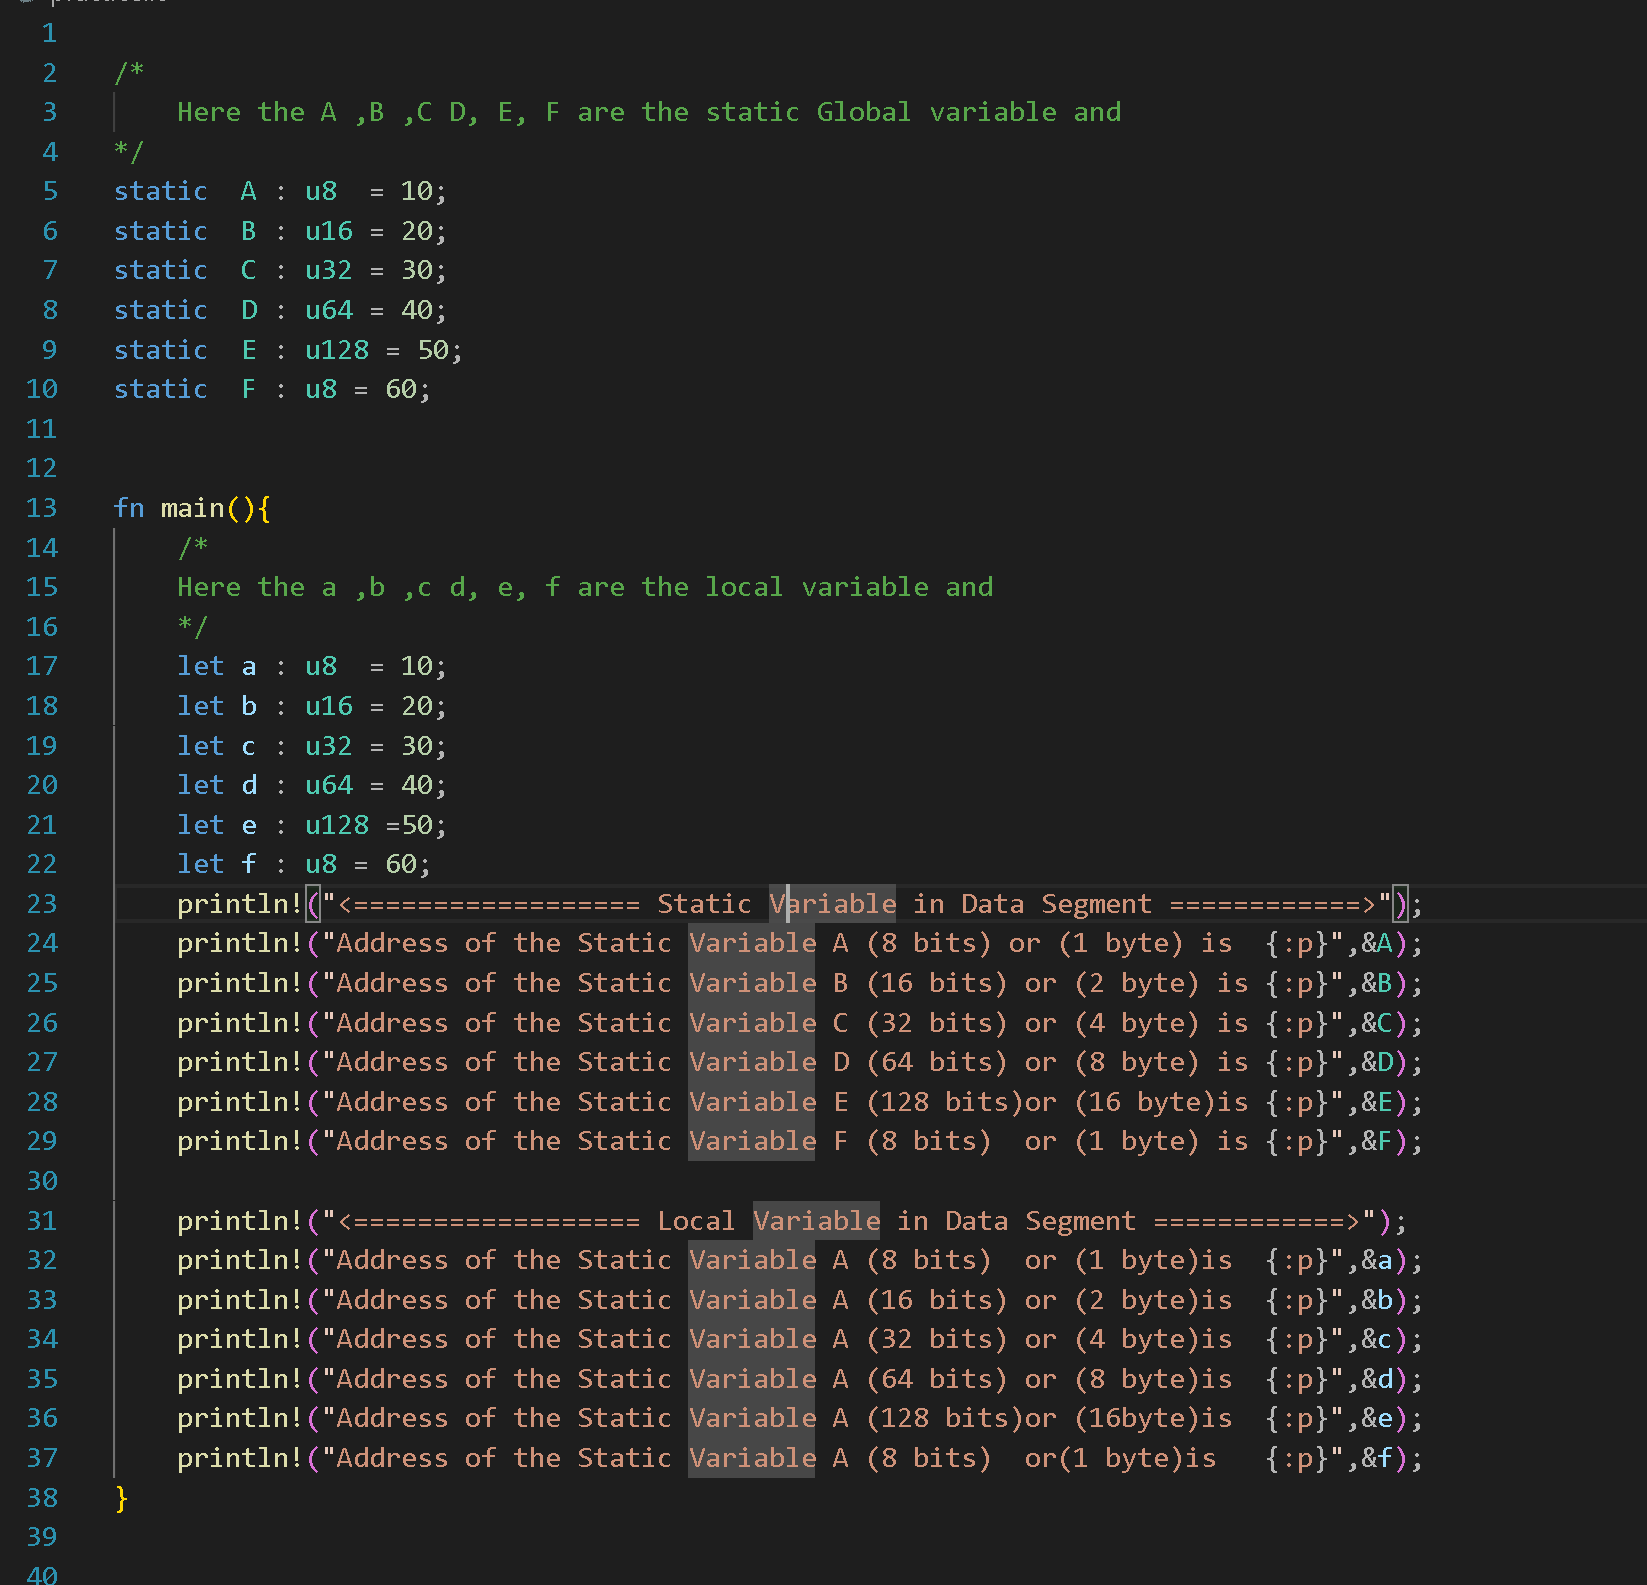 1
2 /*
3     Here the A ,B ,C D, E, F are the static Global variable and
4 */
5 static  A : u8  = 10;
6 static  B : u16 = 20;
7 static  C : u32 = 30;
8 static  D : u64 = 40;
9 static  E : u128 = 50;
10 static  F : u8 = 60;
11
12
13 fn main(){
14     /*
15     Here the a ,b ,c d, e, f are the local variable and
16     */
17     let a : u8  = 10;
18     let b : u16 = 20;
19     let c : u32 = 30;
20     let d : u64 = 40;
21     let e : u128 =50;
22     let f : u8 = 60;
23     println!("<================== Static Variable in Data Segment ============>");
24     println!("Address of the Static Variable A (8 bits) or (1 byte) is  {:p}",&A);
25     println!("Address of the Static Variable B (16 bits) or (2 byte) is {:p}",&B);
26     println!("Address of the Static Variable C (32 bits) or (4 byte) is {:p}",&C);
27     println!("Address of the Static Variable D (64 bits) or (8 byte) is {:p}",&D);
28     println!("Address of the Static Variable E (128 bits)or (16 byte)is {:p}",&E);
29     println!("Address of the Static Variable F (8 bits)  or (1 byte) is {:p}",&F);
30
31     println!("<================== Local Variable in Data Segment ============>");
32     println!("Address of the Static Variable A (8 bits)  or (1 byte)is  {:p}",&a);
33     println!("Address of the Static Variable A (16 bits) or (2 byte)is  {:p}",&b);
34     println!("Address of the Static Variable A (32 bits) or (4 byte)is  {:p}",&c);
35     println!("Address of the Static Variable A (64 bits) or (8 byte)is  {:p}",&d);
36     println!("Address of the Static Variable A (128 bits)or (16byte)is  {:p}",&e);
37     println!("Address of the Static Variable A (8 bits)  or(1 byte)is   {:p}",&f);
38 }
39
40